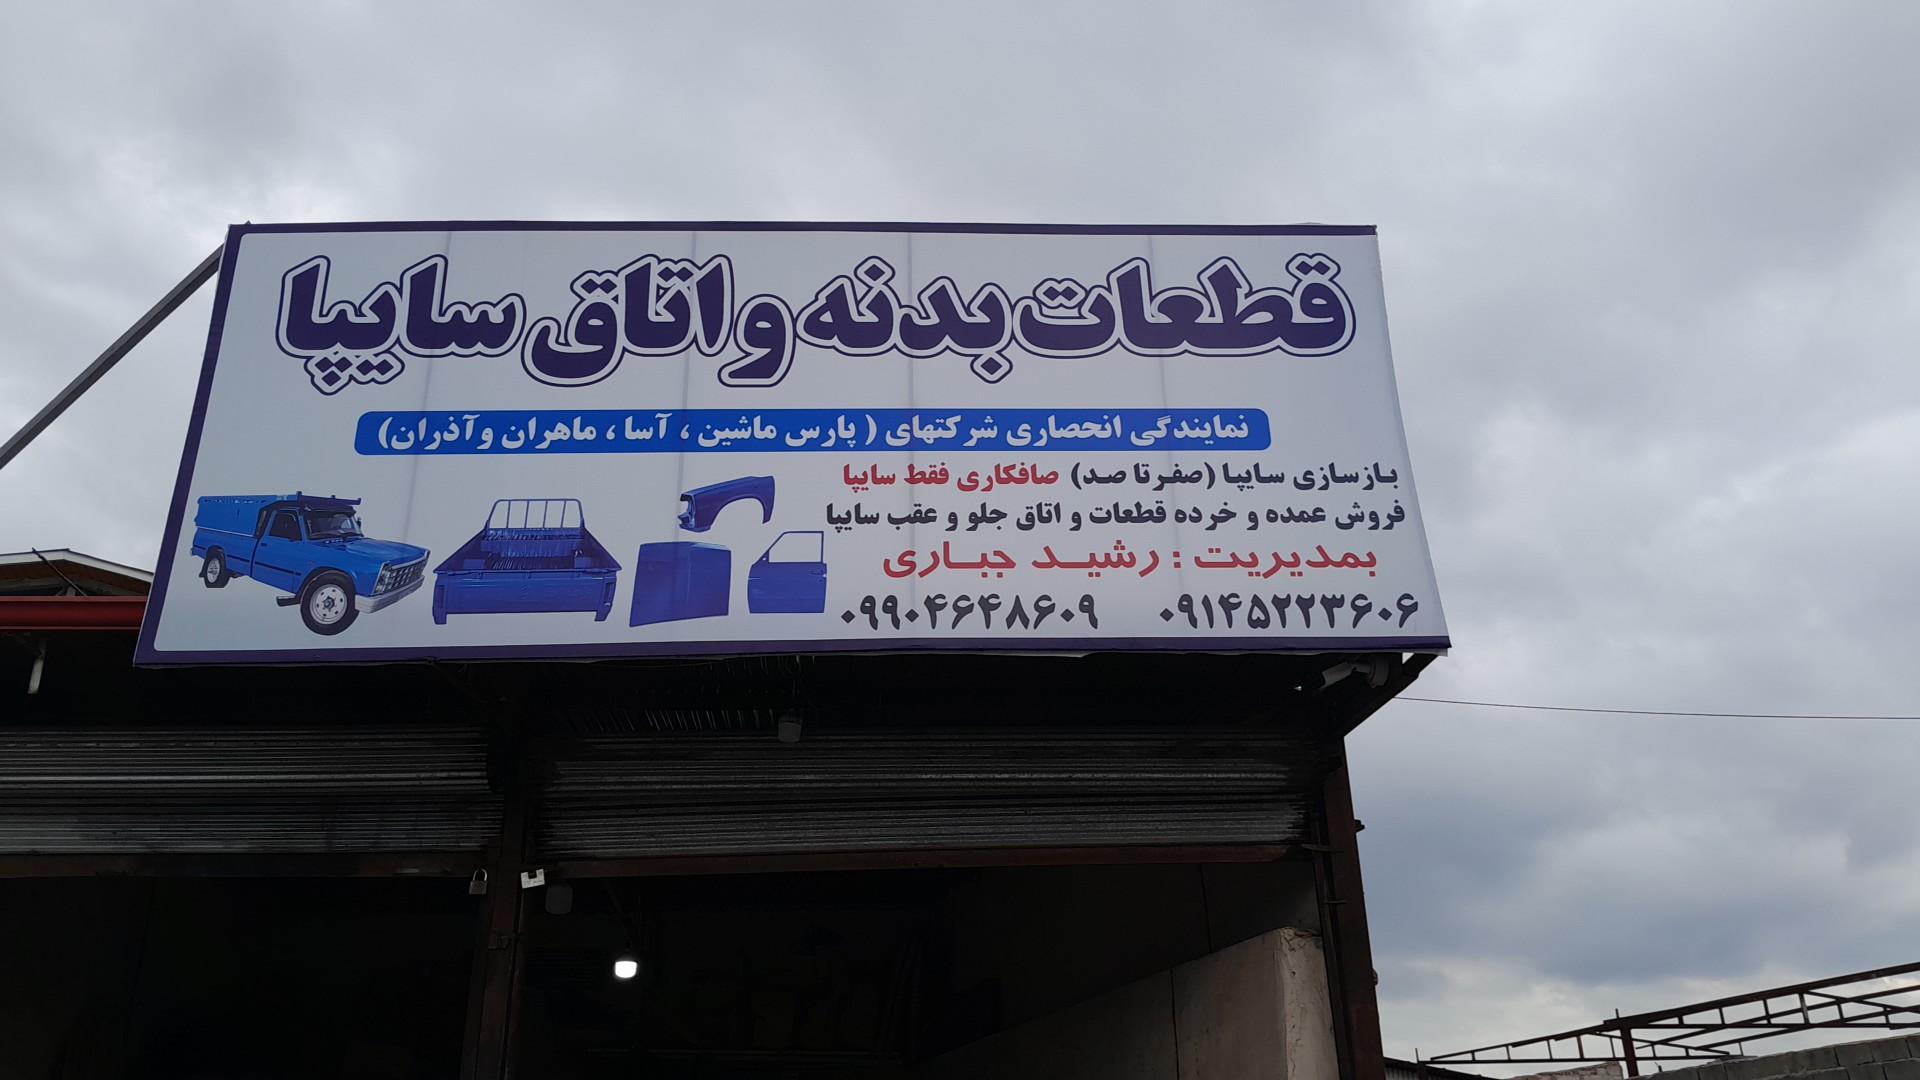 قطعات بدنه و اتاق سایپا
نمایندگی انحصاری شرکتهای ( پارس ماشین ، آسا ، ماهران و آذران)
بازسازی سایپا (صفر تا صد) صافکاری فقط سایپا
فروش عمده و خرده قطعات و اتاق جلو و عقب سایپا
بمدیریت : رشید جباری
۰۹۱۴۵۲۲۳۶۰۶ ۰۹۹۰۴۶۴۸۶۰۹